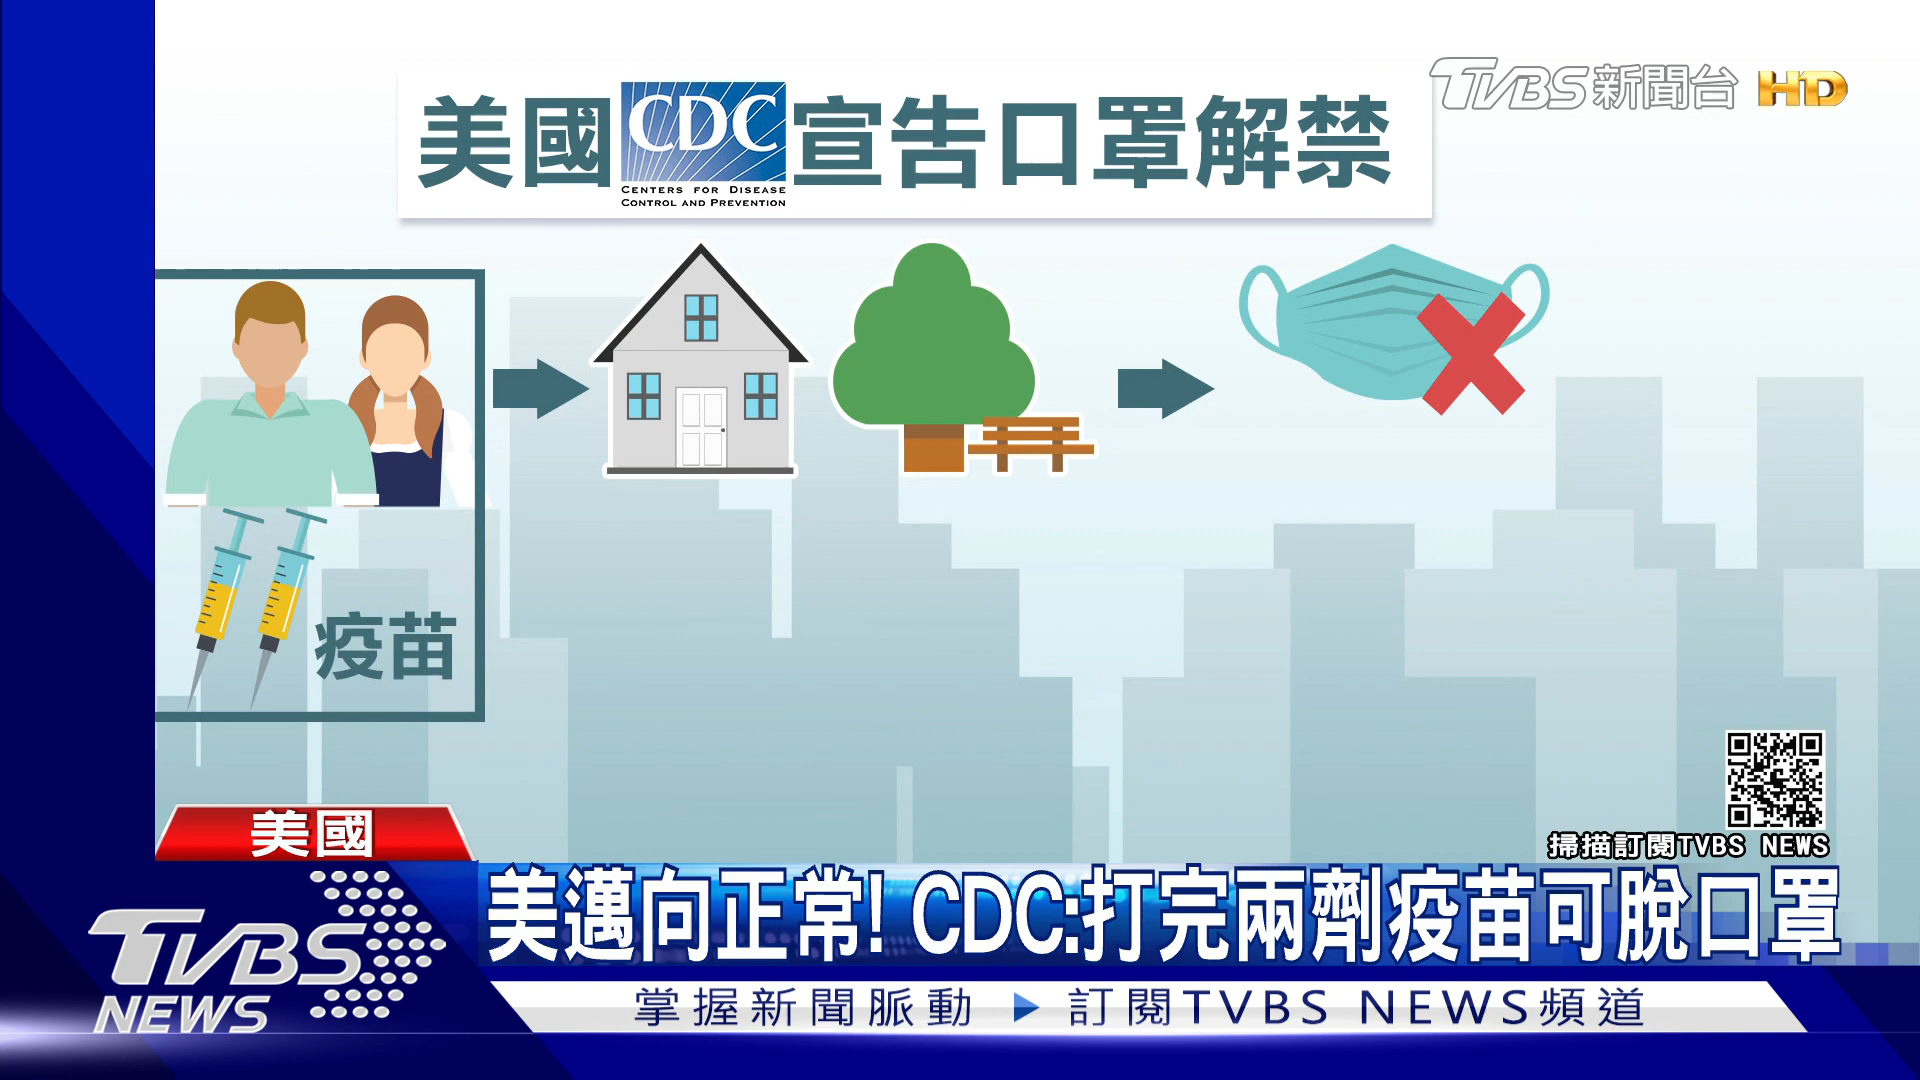 TVBS新聞台 HD
美國CDC宣告口罩解禁
CENTERS FOR DISEASE
CONTROL AND PREVENTION
疫苗
美國
掃描訂閱TVBS NEWS
美邁向正常! CDC:打完兩劑疫苗可脫口罩
TVBS
NEWS
掌握新聞脈動 ▶ 訂閱TVBS NEWS頻道